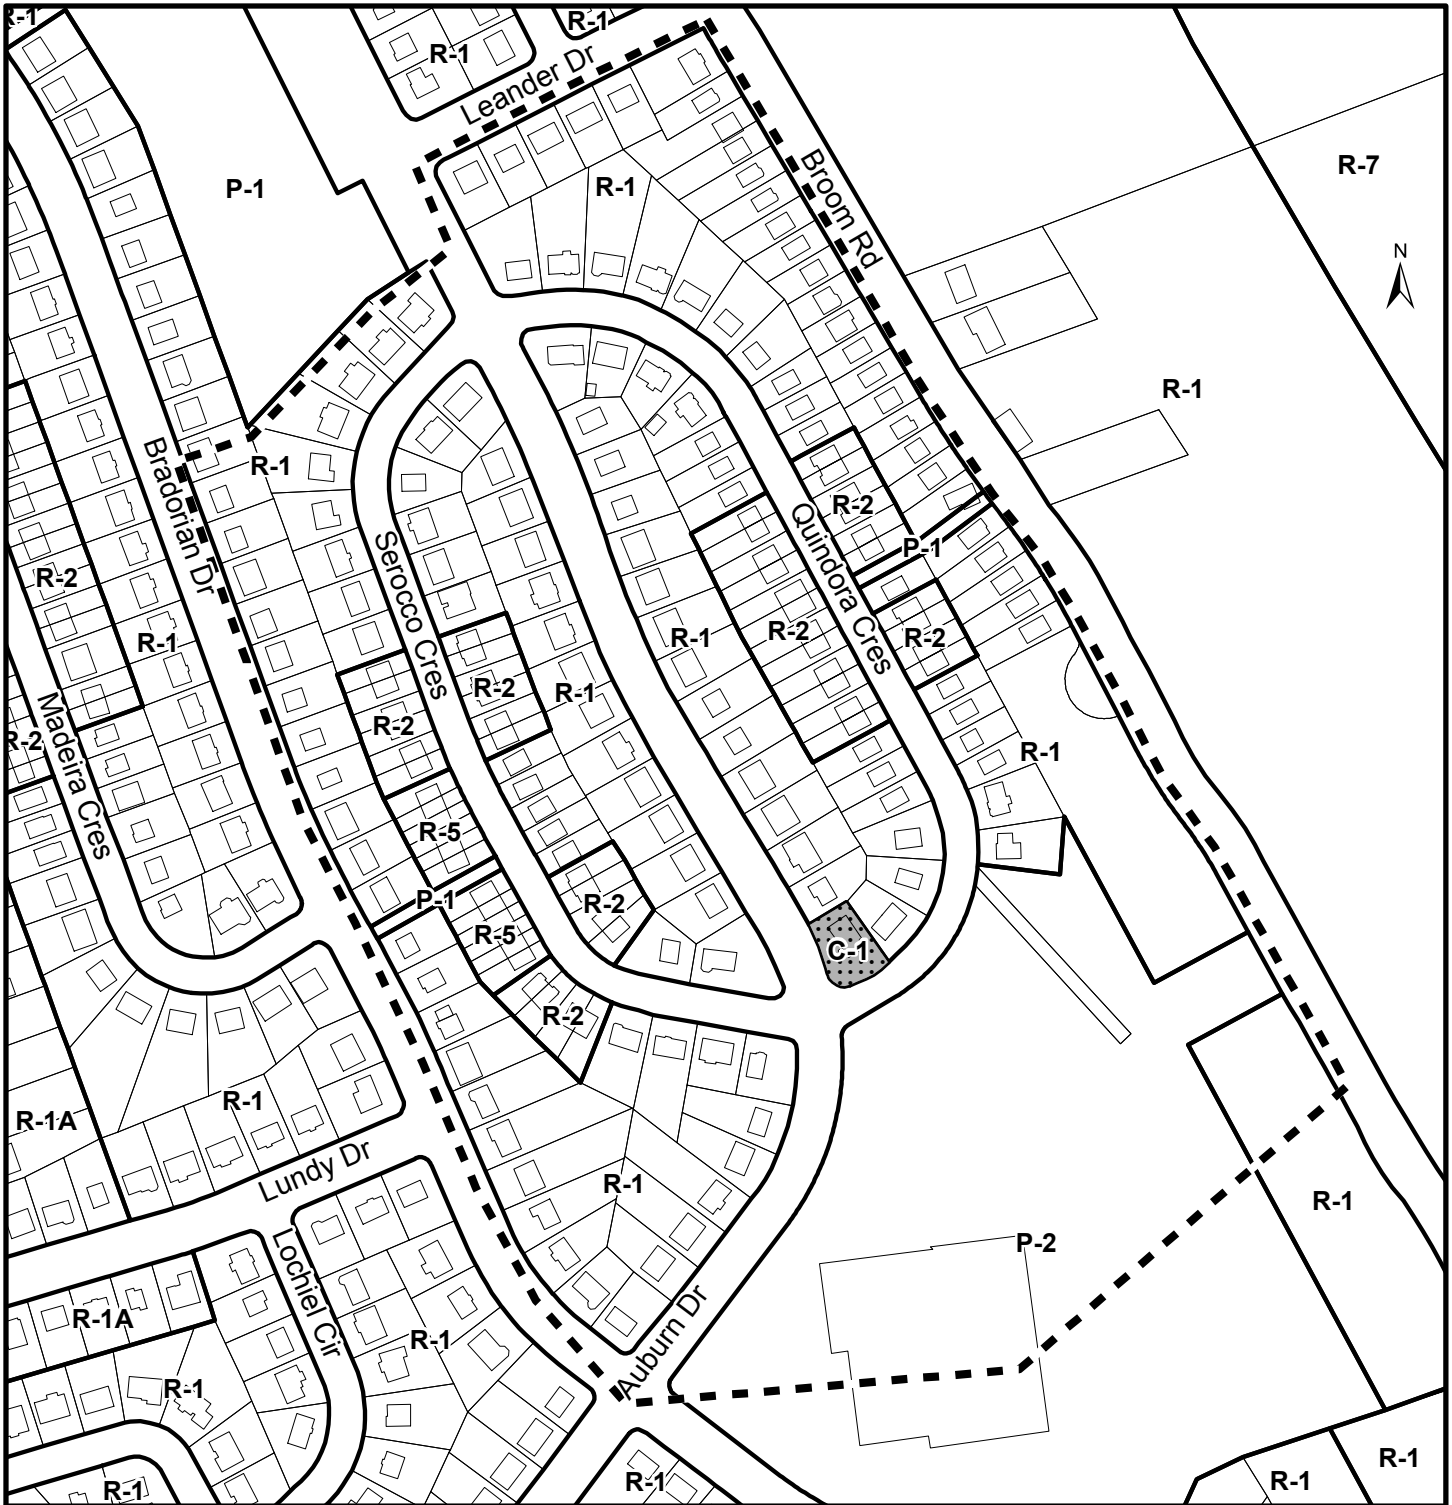 R-1
R-1
R-1
Leander Dr
P-1
R-1
Broom Rd
R-7
N
R-1
R-1
Bradorian Dr
R-2
Quindora Cres
P-1
Serocco Cres
R-2
R-1
R-1
R-2
R-2
R-2
R-1
R-2
R-2
Madeira Cres
R-2
R-1
R-5
P-1
R-2
R-5
C-1
R-2
R-1
R-1A
Lundy Dr
R-1
R-1
P-2
Lochiel Cir
R-1A
R-1
Auburn Dr
R-1
R-1
R-1
R-1
R-1